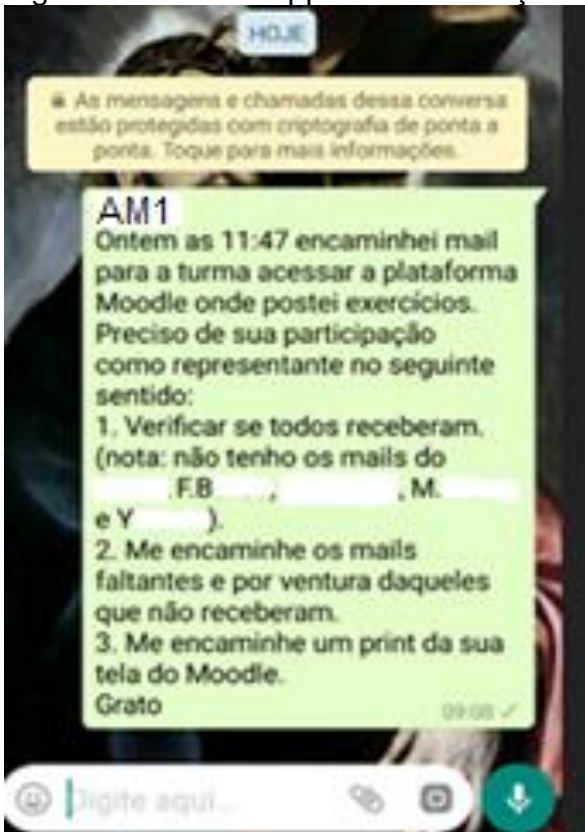 HOJE
As mensagens e chamadas dessa conversa
estão protegidas com criptografia de ponta a
ponta. Toque para mais informações.
AM1
Ontem as 11:47 encaminhei mail
para a turma acessar a plataforma
Moodle onde postei exercícios.
Preciso de sua participação
como representante no seguinte
sentido:
1. Verificar se todos receberam.
(nota: não tenho os mails do
.F.B , , M.
e Y ).
2. Me encaminhe os mails
faltantes e por ventura daqueles
que não receberam.
3. Me encaminhe um print da sua
tela do Moodle.
Grato
09:08
Digite aqui...